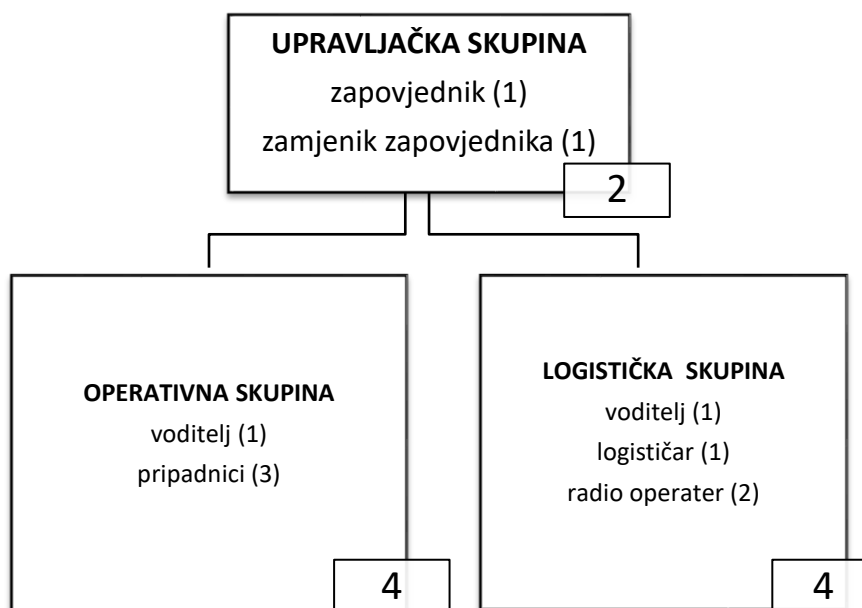 UPRAVLJAČKA SKUPINA
zapovjednik (1)
zamjenik zapovjednika (1)
2
OPERATIVNA SKUPINA
voditelj (1)
pripadnici (3)
4
LOGISTIČKA  SKUPINA
voditelj (1)
logističar (1)
radio operater (2)
4